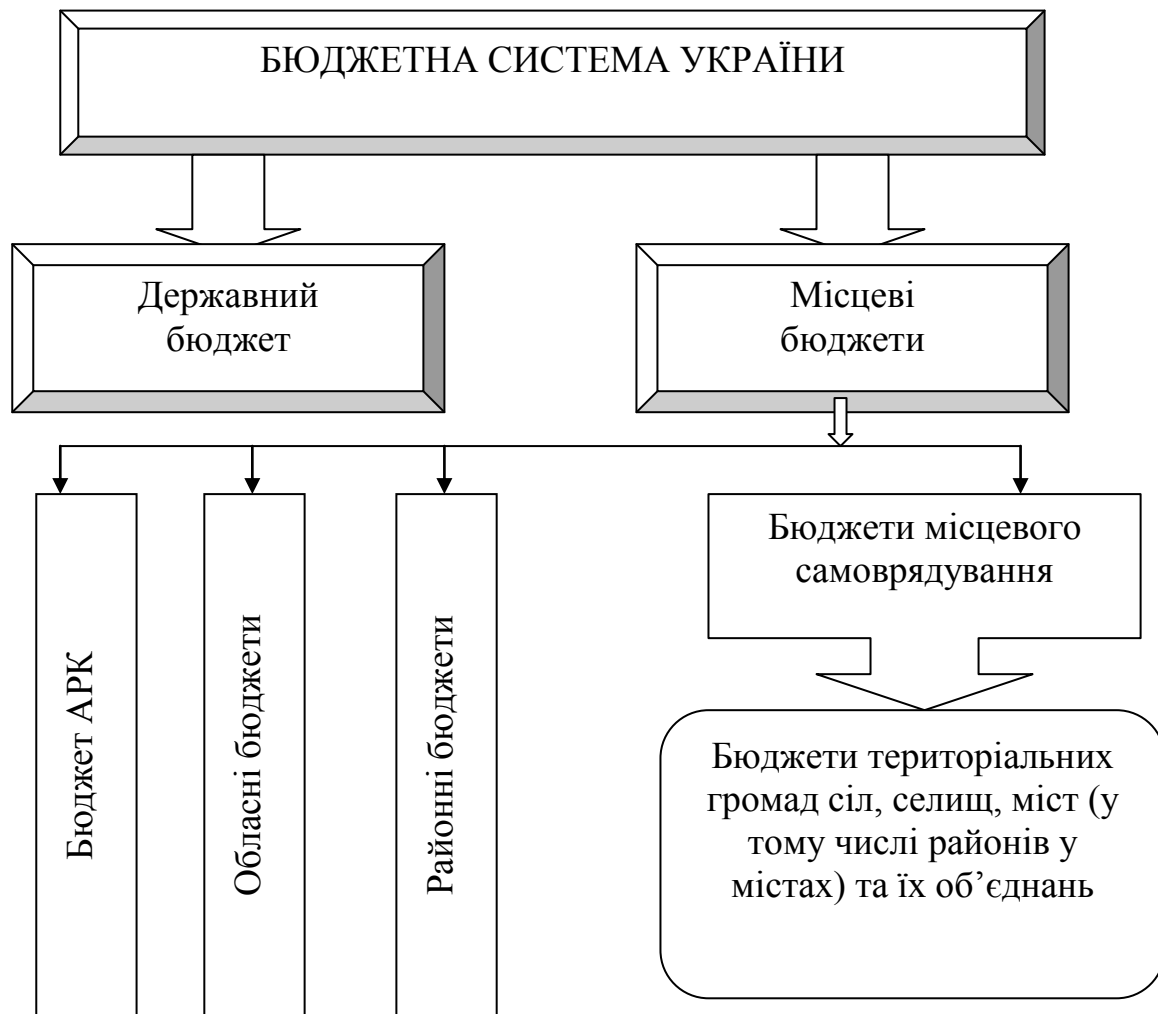 БЮДЖЕТНА СИСТЕМА УКРАЇНИ
Державний
бюджет
Місцеві
бюджети
Бюджет АРК
Обласні бюджети
Районні бюджети
Бюджети місцевого
самоврядування
Бюджети територіальних
громад сіл, селищ, міст (у
тому числі районів у
містах) та їх об’єднань